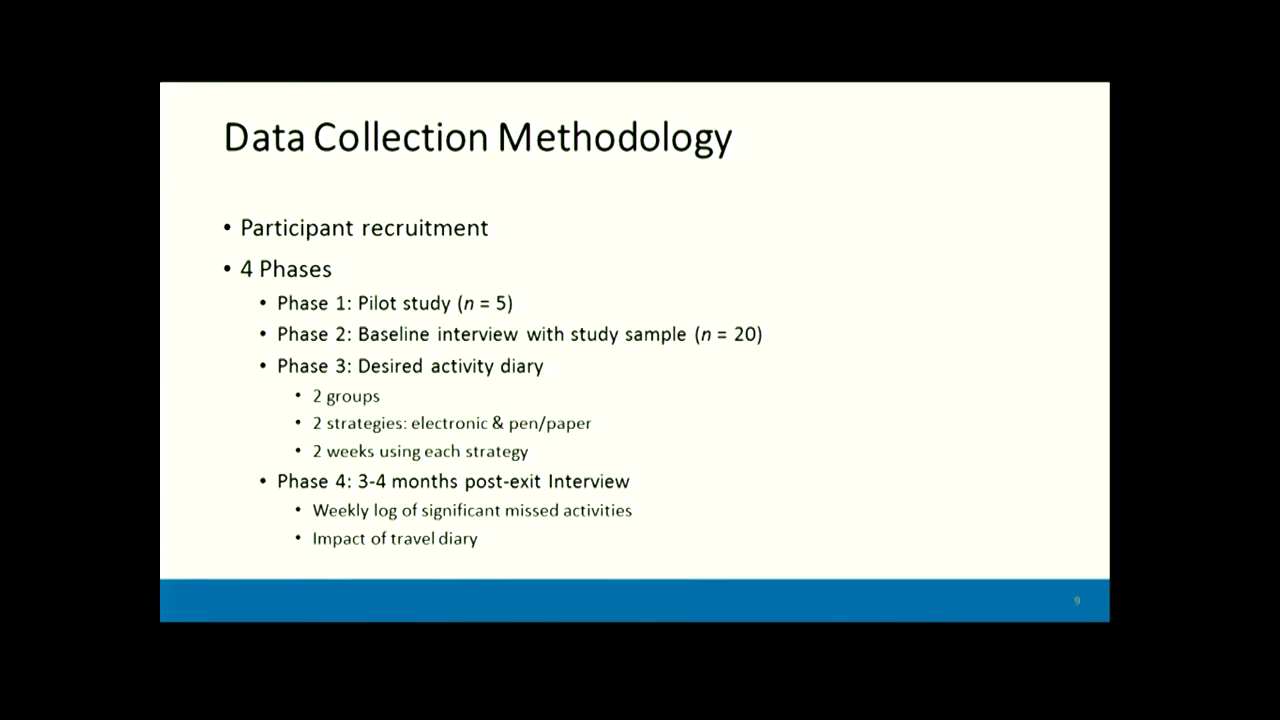 Data Collection Methodology
• Participant recruitment
• 4 Phases
• Phase 1: Pilot study (n = 5)
• Phase 2: Baseline interview with study sample (n = 20)
• Phase 3: Desired activity diary
• 2 groups
• 2 strategies: electronic & pen/paper
• 2 weeks using each strategy
• Phase 4: 3-4 months post-exit Interview
• Weekly log of significant missed activities
• Impact of travel diary
9